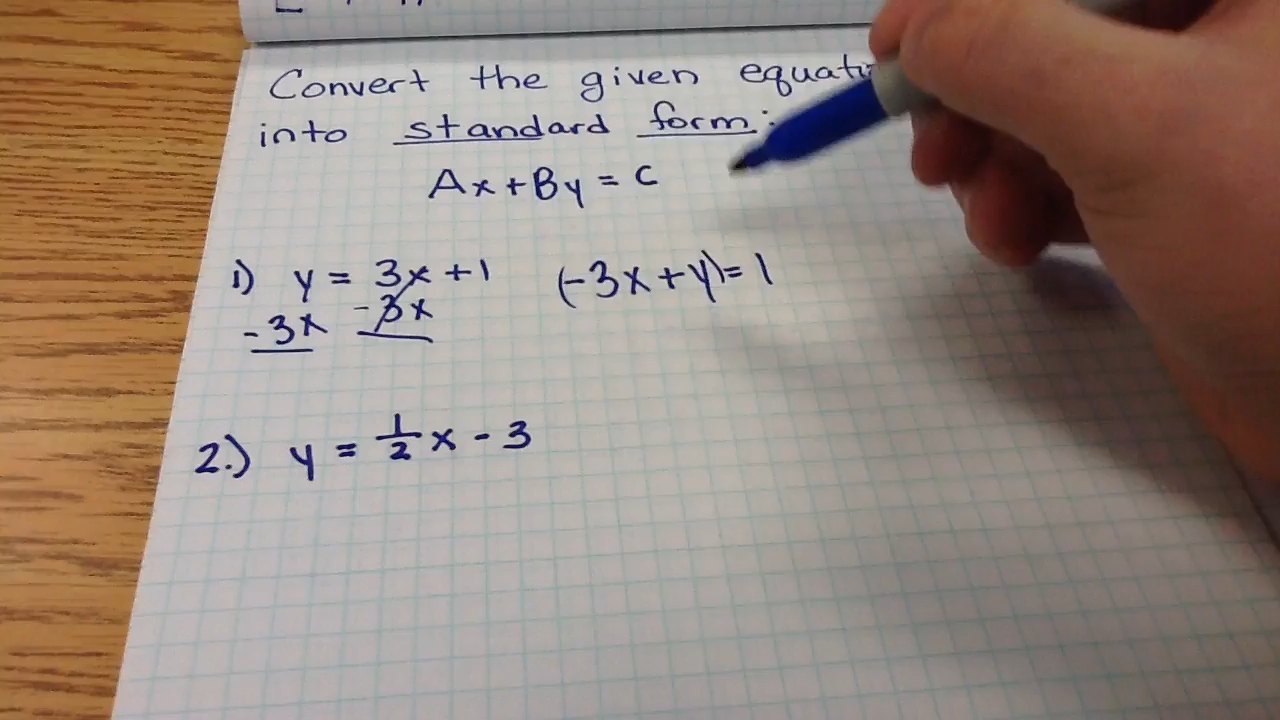 Convert the given
into standard form:
Ax + By = C
1) y = 3x + 1 (-3x + y) = 1
-3x -3x
2.) y = 1/2 x - 3